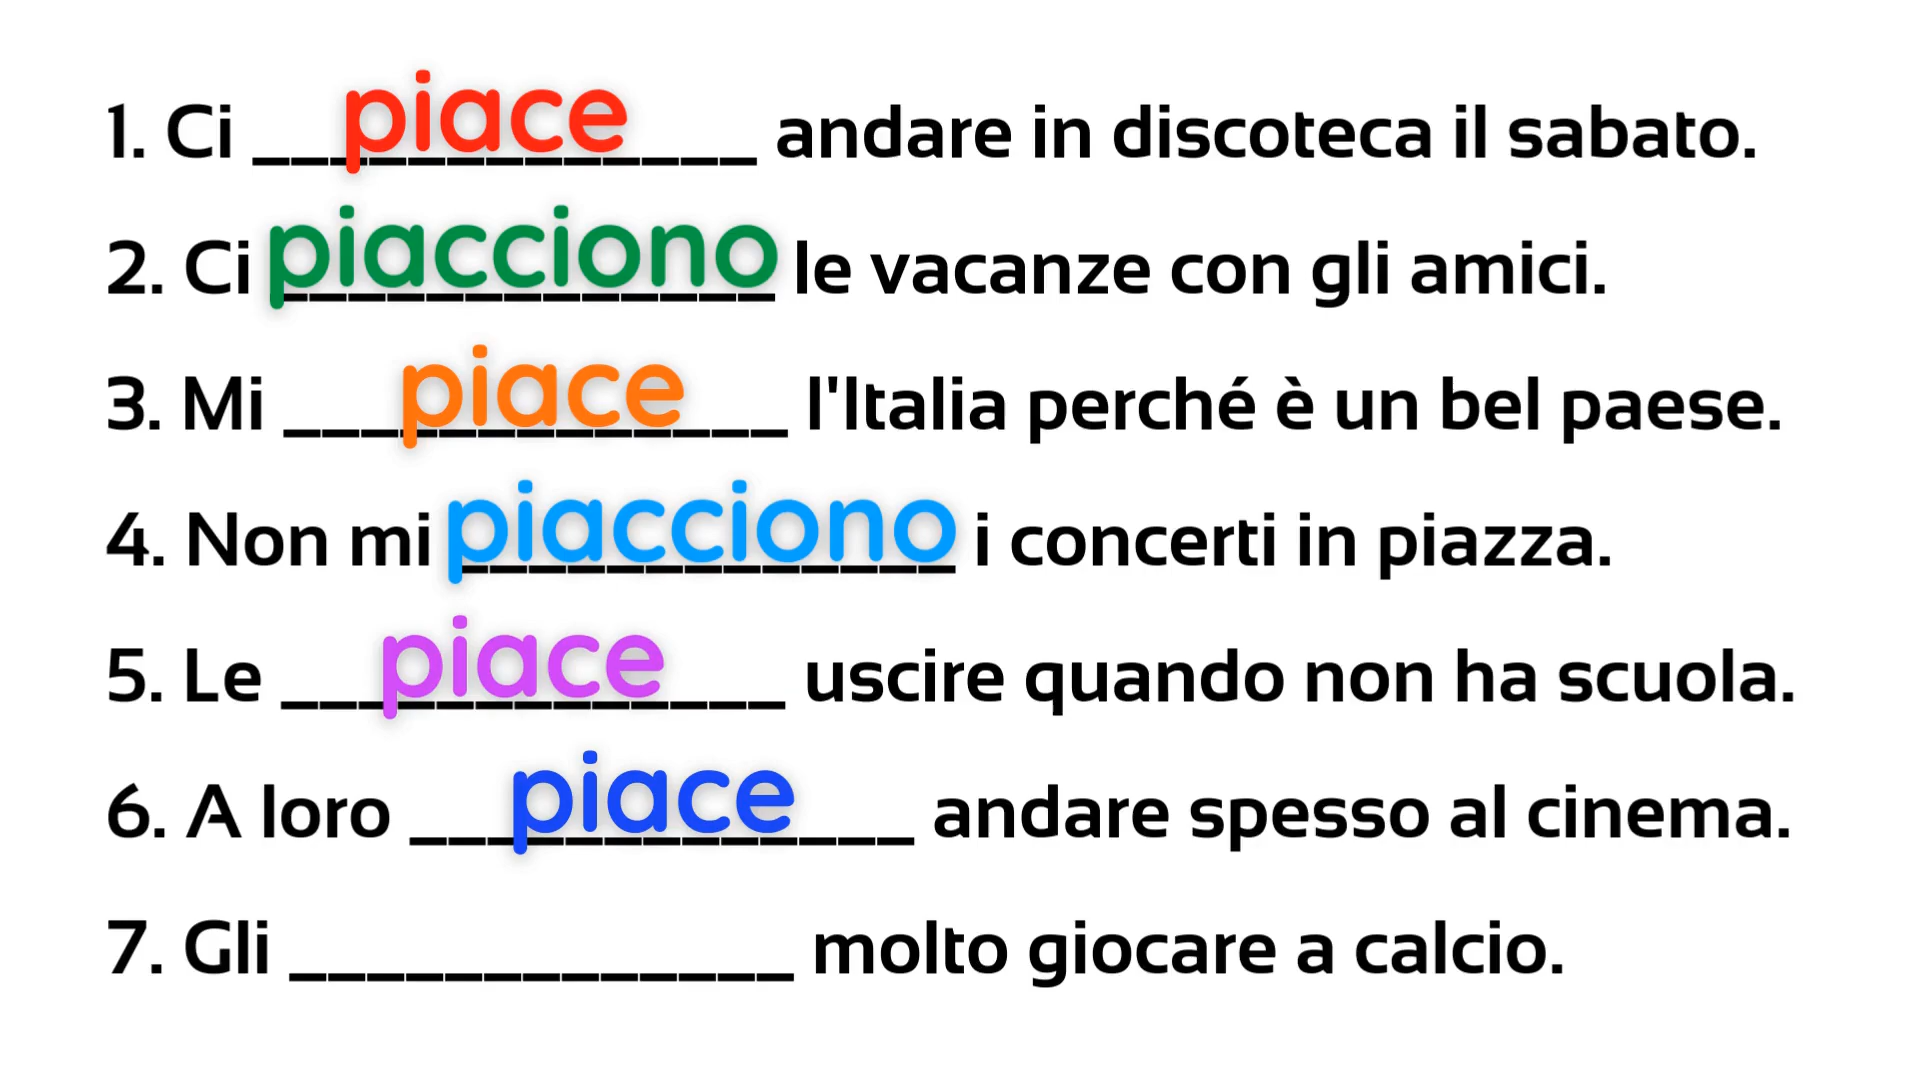 1. Ci piace andare in discoteca il sabato.
2. Ci piacciono le vacanze con gli amici.
3. Mi piace l'Italia perché è un bel paese.
4. Non mi piacciono i concerti in piazza.
5. Le piace uscire quando non ha scuola.
6. A loro piace andare spesso al cinema.
7. Gli _____________ molto giocare a calcio.